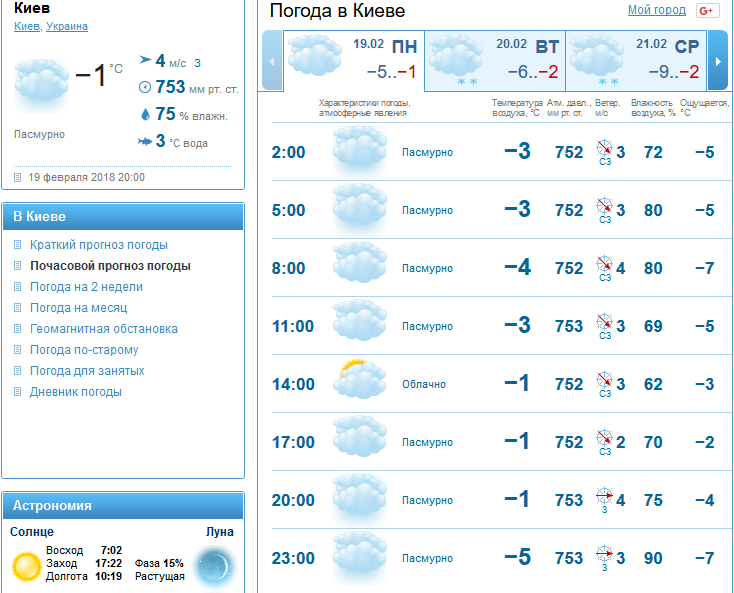 Киев
Киев, Украина
−1 °C
4 м/с З
753 мм рт. ст.
75 % влажн.
3 °C вода
Пасмурно
19 февраля 2018 20:00
В Киеве
Краткий прогноз погоды
Почасовой прогноз погоды
Погода на 2 недели
Погода на месяц
Геомагнитная обстановка
Погода по-старому
Погода для занятых
Дневник погоды
Астрономия
Солнце Луна
Восход 7:02
Заход 17:22 Фаза 15%
Долгота 10:19 Растущая
Погода в Киеве
Мой город
G+
19.02 ПН
−5..−1
20.02 ВТ
−6..−2
21.02 СР
−9..−2
Характеристики погоды, атмосферные явления
Температура воздуха, °C
Атм. давл., мм рт. ст.
Ветер, м/с
Влажность воздуха, %
Ощущается, °C
2:00 Пасмурно −3 752 СЗ 3 72 −5
5:00 Пасмурно −3 752 СЗ 3 80 −5
8:00 Пасмурно −4 752 СЗ 4 80 −7
11:00 Пасмурно −3 753 СЗ 3 69 −5
14:00 Облачно −1 752 СЗ 3 62 −3
17:00 Пасмурно −1 752 СЗ 2 70 −2
20:00 Пасмурно −1 753 З 4 75 −4
23:00 Пасмурно −5 753 З 3 90 −7